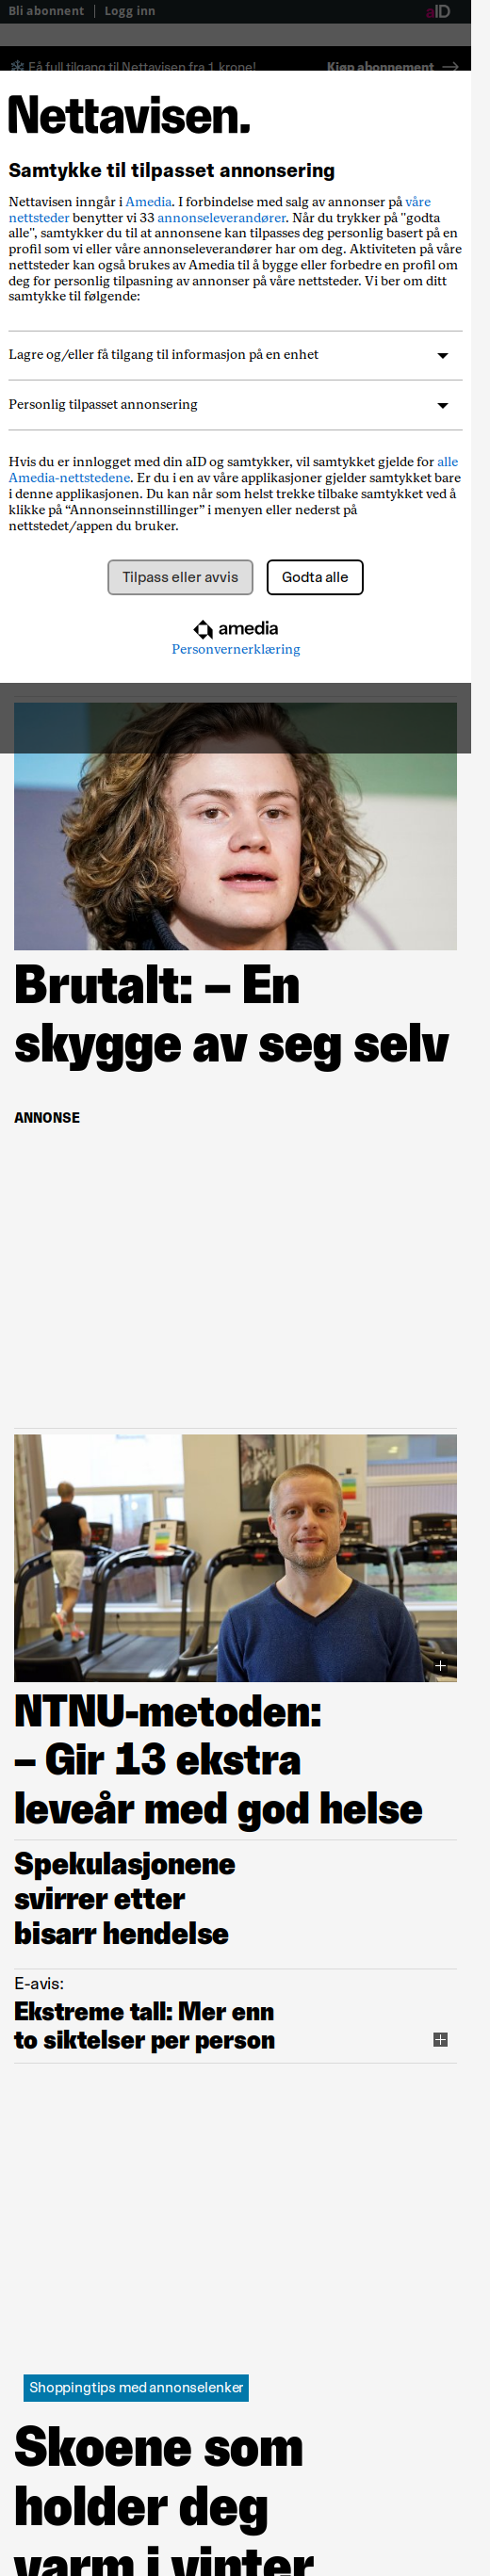 Bli abonnent | Logg inn aID
Få full tilgang til Nettavisen fra 1 krone! Kjøp abonnement →
Nettavisen.
Samtykke til tilpasset annonsering
Nettavisen inngår i Amedia. I forbindelse med salg av annonser på våre
nettsteder benytter vi 33 annonseleverandører. Når du trykker på "godta
alle", samtykker du til at annonsene kan tilpasses deg personlig basert på en
profil som vi eller våre annonseleverandører har om deg. Aktiviteten på våre
nettsteder kan også brukes av Amedia til å bygge eller forbedre en profil om
deg for personlig tilpasning av annonser på våre nettsteder. Vi ber om ditt
samtykke til følgende:
Lagre og/eller få tilgang til informasjon på en enhet
Personlig tilpasset annonsering
Hvis du er innlogget med din aID og samtykker, vil samtykket gjelde for alle
Amedia-nettstedene. Er du i en av våre applikasjoner gjelder samtykket bare
i denne applikasjonen. Du kan når som helst trekke tilbake samtykket ved å
klikke på “Annonseinnstillinger” i menyen eller nederst på
nettstedet/appen du bruker.
Tilpass eller avvis Godta alle
amedia
Personvernerklæring
Brutalt: – En
skygge av seg selv
ANNONSE
NTNU-metoden:
– Gir 13 ekstra
leveår med god helse
Spekulasjonene
svirrer etter
bisarr hendelse
E-avis:
Ekstreme tall: Mer enn
to siktelser per person
Shoppingtips med annonselenker
Skoene som
holder deg
varm i vinter